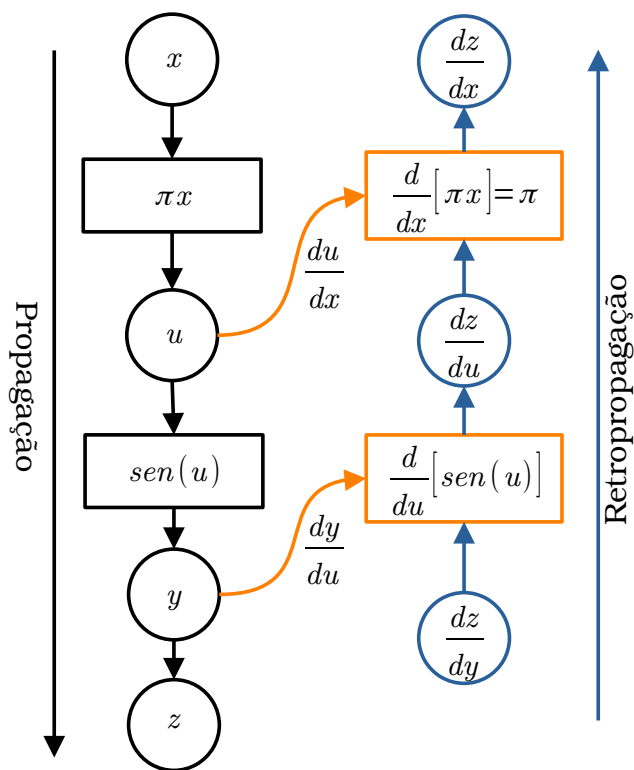 x
πx
u
sen(u)
y
z
Propagação
du/dx
dy/du
dz/dx
d/dx[πx]=π
dz/du
d/du[sen(u)]
dz/dy
Retropropagação